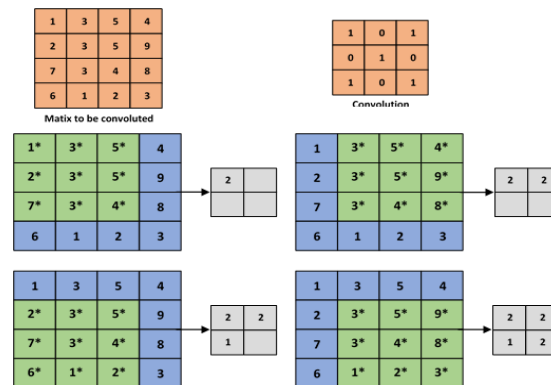 1 3 5 4
2 3 5 9
7 3 4 8
6 1 2 3
Matix to be convoluted
1 0 1
0 1 0
1 0 1
Convolution
1* 3* 5* 4
2* 3* 5* 9
7* 3* 4* 8
6 1 2 3
2
1 3* 5* 4*
2 3* 5* 9*
7 3* 4* 8*
6 1 2 3
2 2
1 3 5 4
2* 3* 5* 9
7* 3* 4* 8
6* 1* 2* 3
2 2
1
1 3 5 4
2 3* 5* 9*
7 3* 4* 8*
6 1* 2* 3*
2 2
1 2